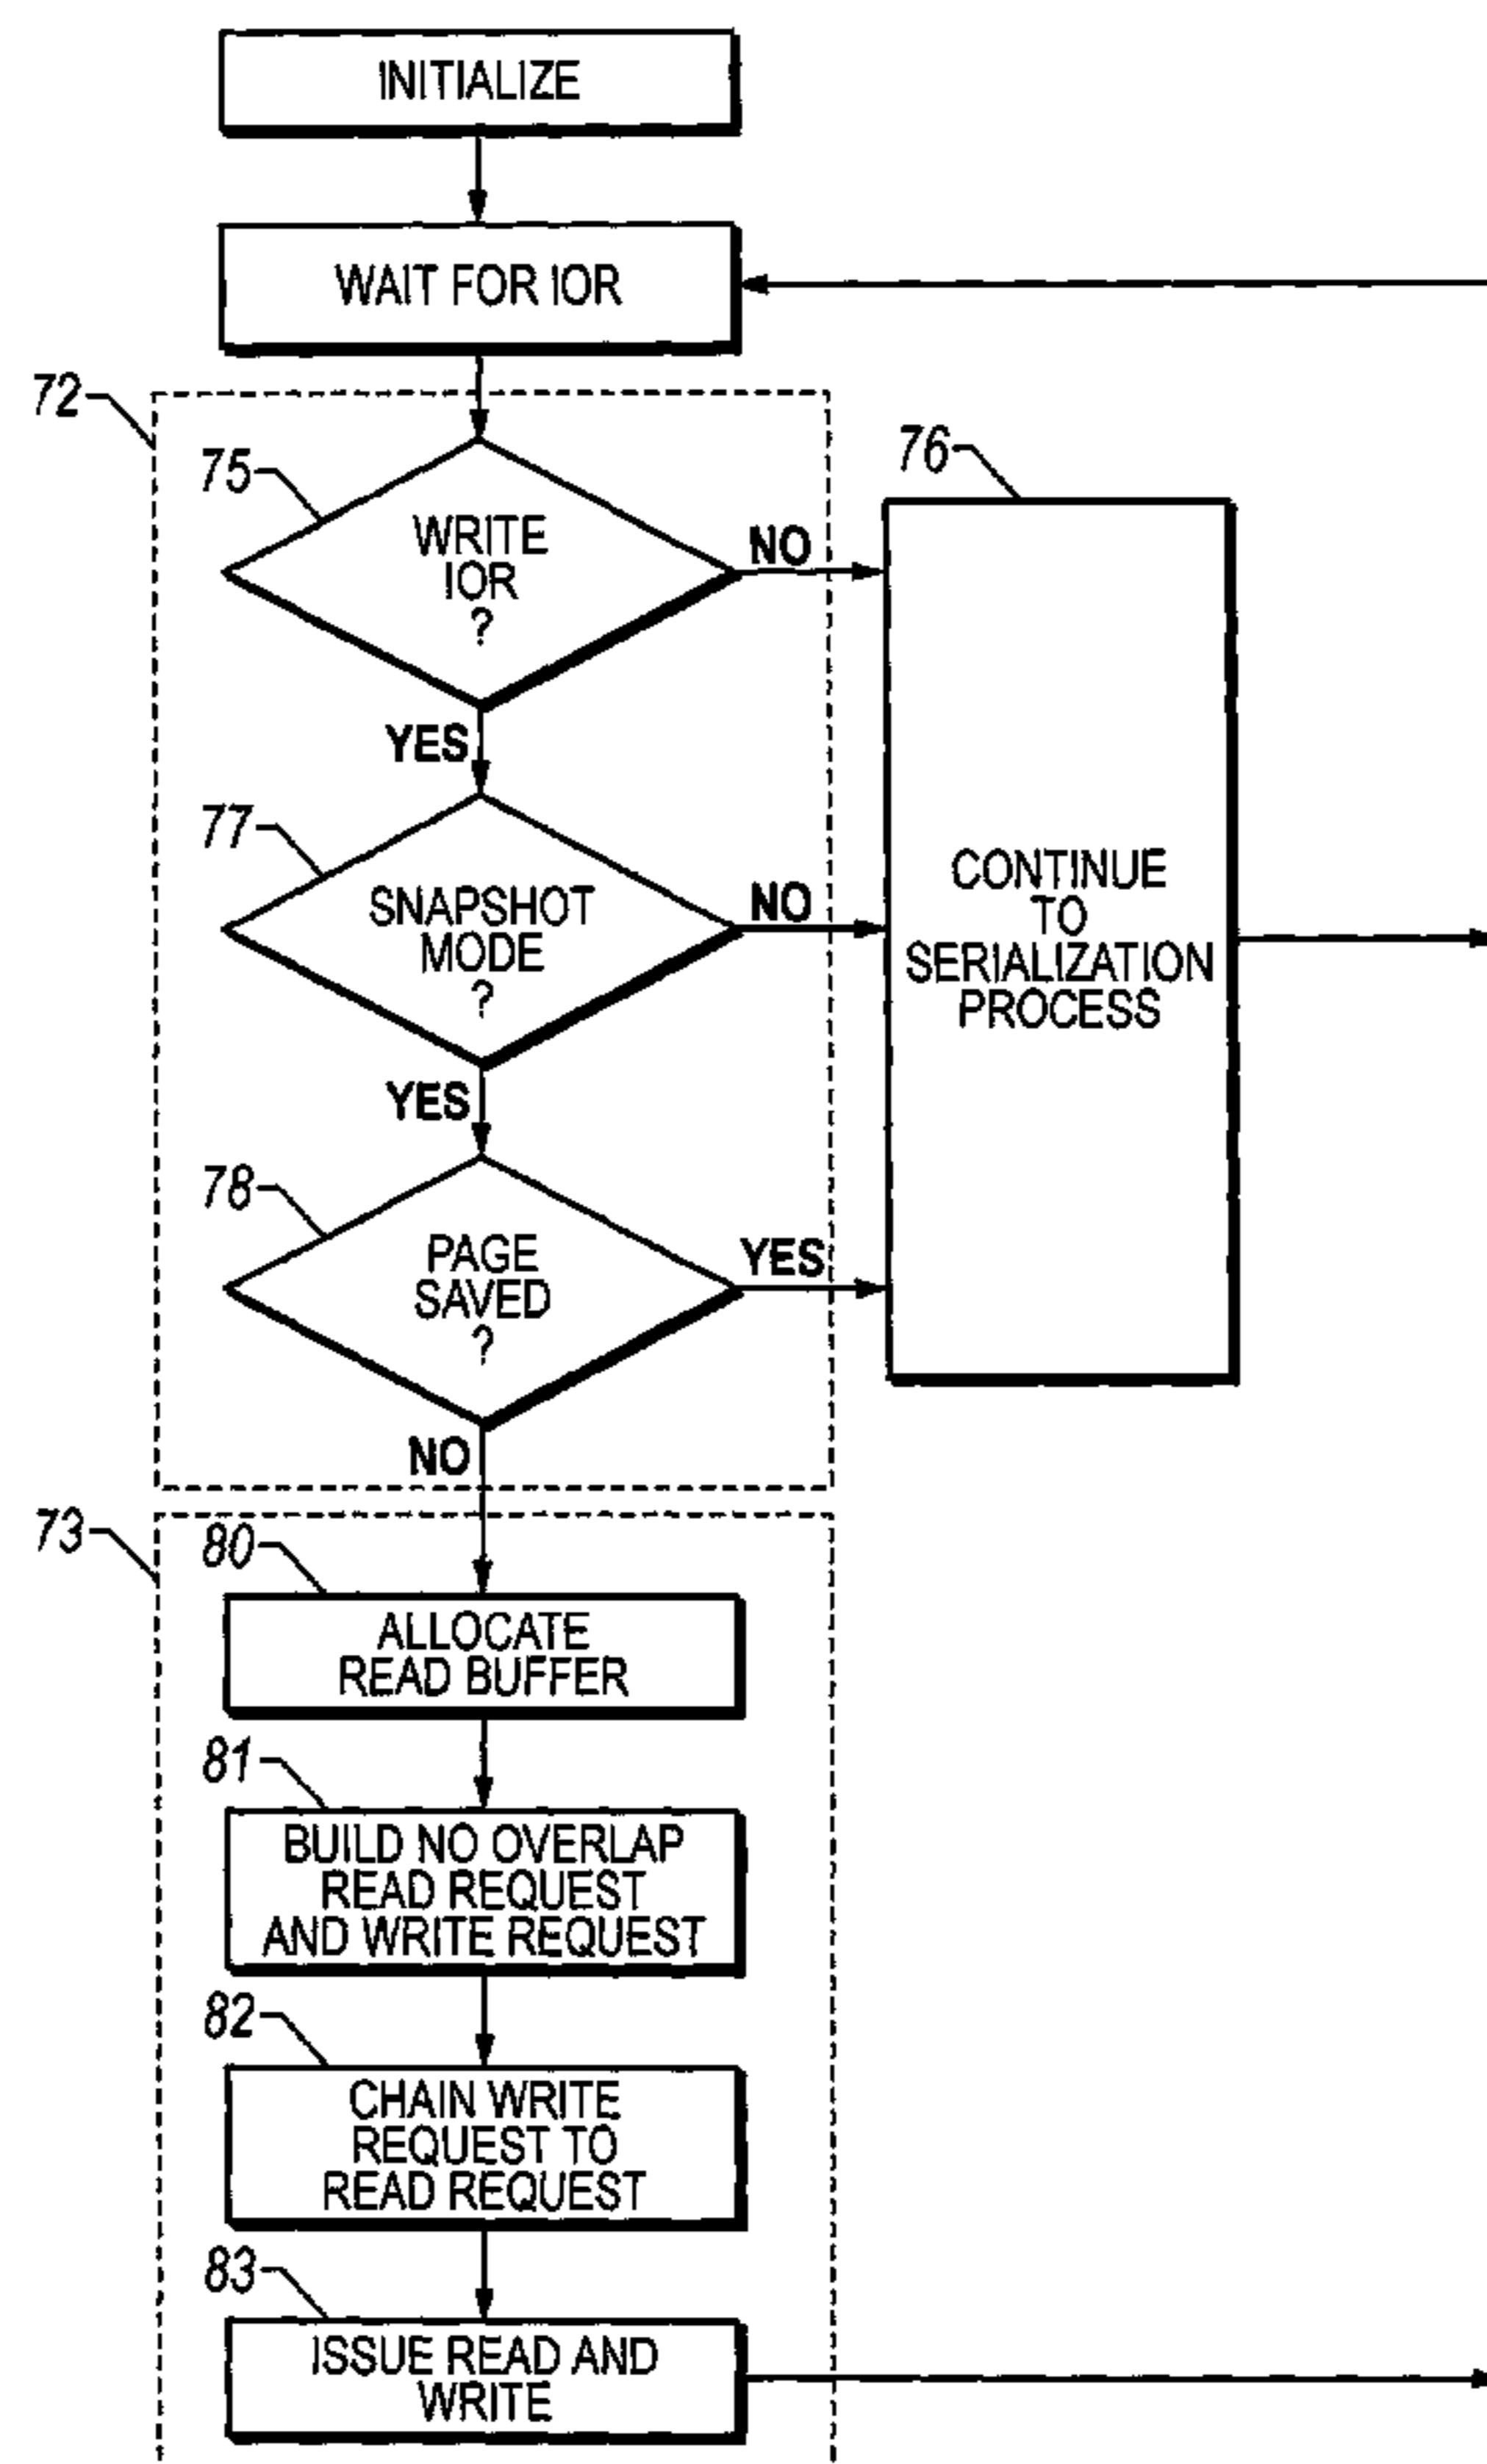 INITIALIZE
WAIT FOR IOR
72
75
WRITE
IOR
?
NO
76
YES
77
SNAPSHOT
MODE
?
NO
CONTINUE
TO
SERIALIZATION
PROCESS
YES
78
PAGE
SAVED
?
YES
NO
73
80
ALLOCATE
READ BUFFER
81
BUILD NO OVERLAP
READ REQUEST
AND WRITE REQUEST
82
CHAIN WRITE
REQUEST TO
READ REQUEST
83
ISSUE READ AND
WRITE